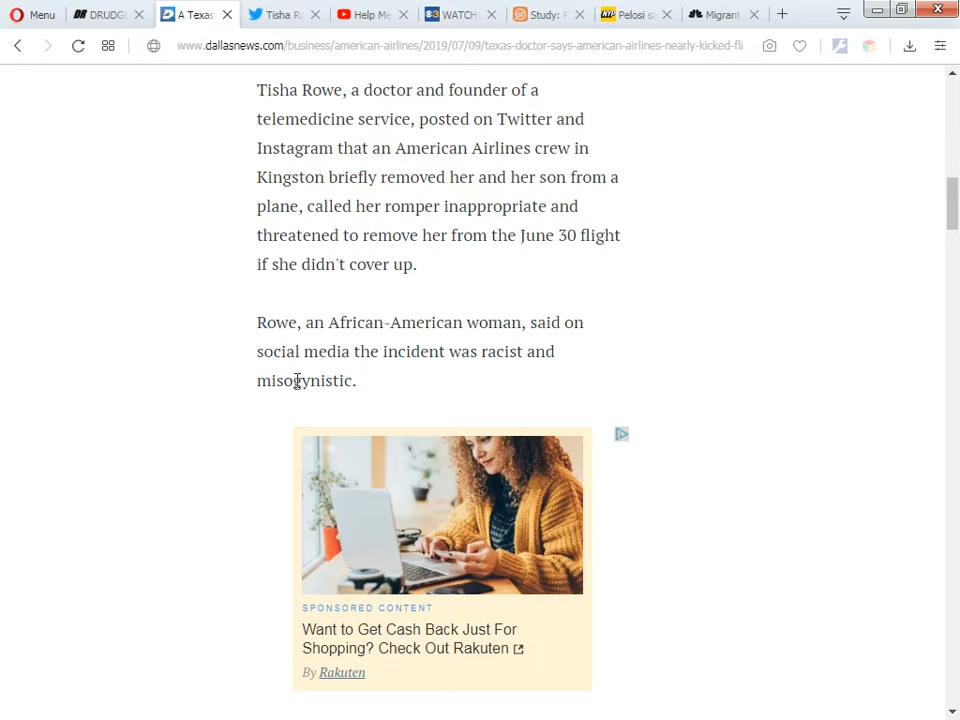 Menu
DRUDG
A Texas
Tisha Ro
Help Me
WATCH:
Study: F
Pelosi sa
Migrant
www.dallasnews.com/business/american-airlines/2019/07/09/texas-doctor-says-american-airlines-nearly-kicked-fli
Tisha Rowe, a doctor and founder of a
telemedicine service, posted on Twitter and
Instagram that an American Airlines crew in
Kingston briefly removed her and her son from a
plane, called her romper inappropriate and
threatened to remove her from the June 30 flight
if she didn't cover up.
Rowe, an African-American woman, said on
social media the incident was racist and
misogynistic.
SPONSORED CONTENT
Want to Get Cash Back Just For
Shopping? Check Out Rakuten
By Rakuten